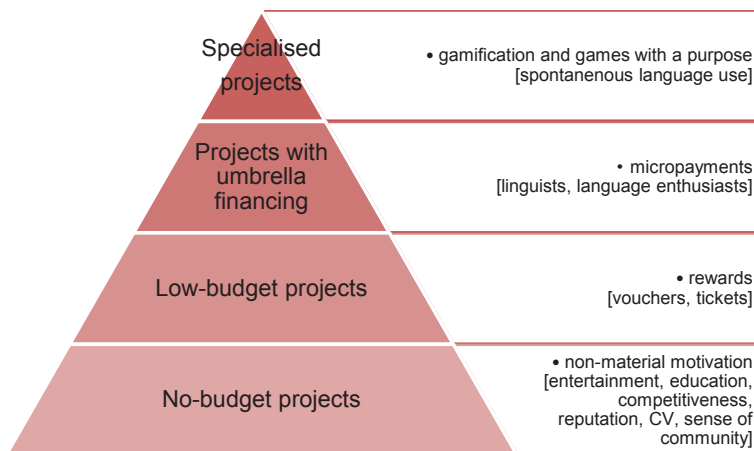 Specialised
projects
• gamification and games with a purpose
[spontanenous language use]
Projects with
umbrella
financing
• micropayments
[linguists, language enthusiasts]
Low-budget projects
• rewards
[vouchers, tickets]
No-budget projects
• non-material motivation
[entertainment, education,
competitiveness,
reputation, CV, sense of
community]